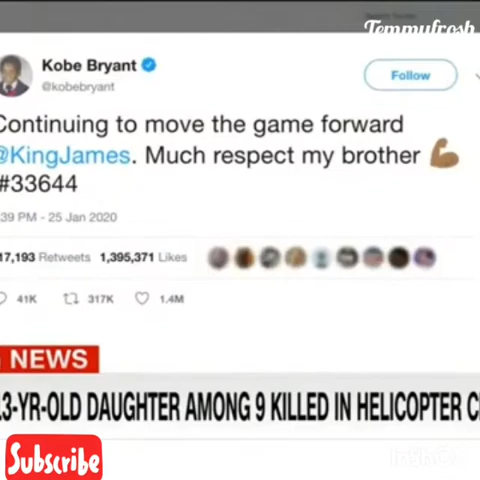 Temmyfrosh
Kobe Bryant
@kobebryant
Follow
Continuing to move the game forward
@KingJames. Much respect my brother
#33644
39 PM - 25 Jan 2020
17,193 Retweets 1,395,371 Likes
41K 317K 1.4M
NEWS
13-YR-OLD DAUGHTER AMONG 9 KILLED IN HELICOPTER C
Subscribe